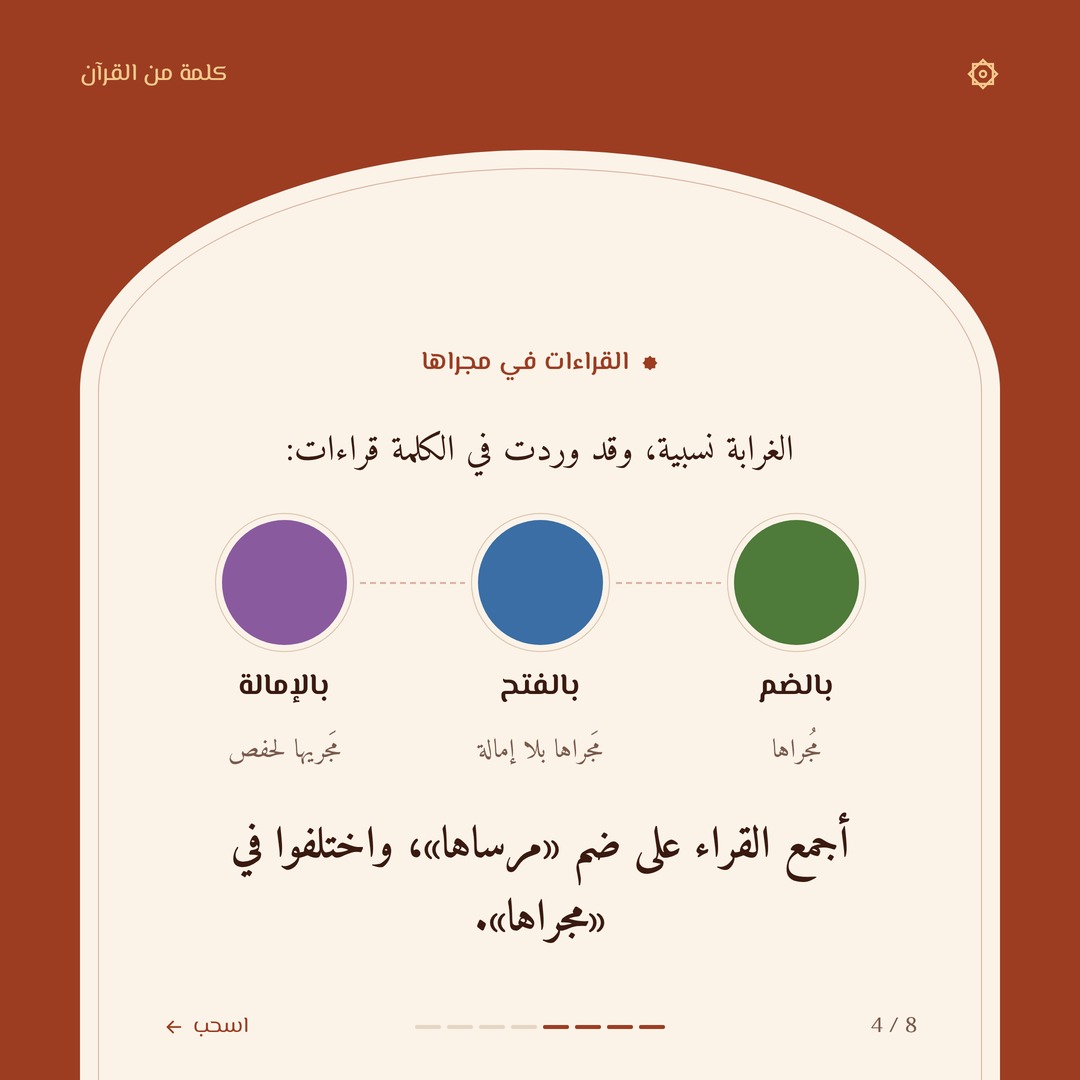 كلمة من القرآن
القراءات في مجراها
الغرابة نسبية، وقد وردت في الكلمة قراءات:
بالضم
مُجراها
بالفتح
مَجراها بلا إمالة
بالإمالة
مَجريها لحفص
أجمع القراء على ضم «مرساها»، واختلفوا في
«مجراها».
4 / 8
اسحب ←